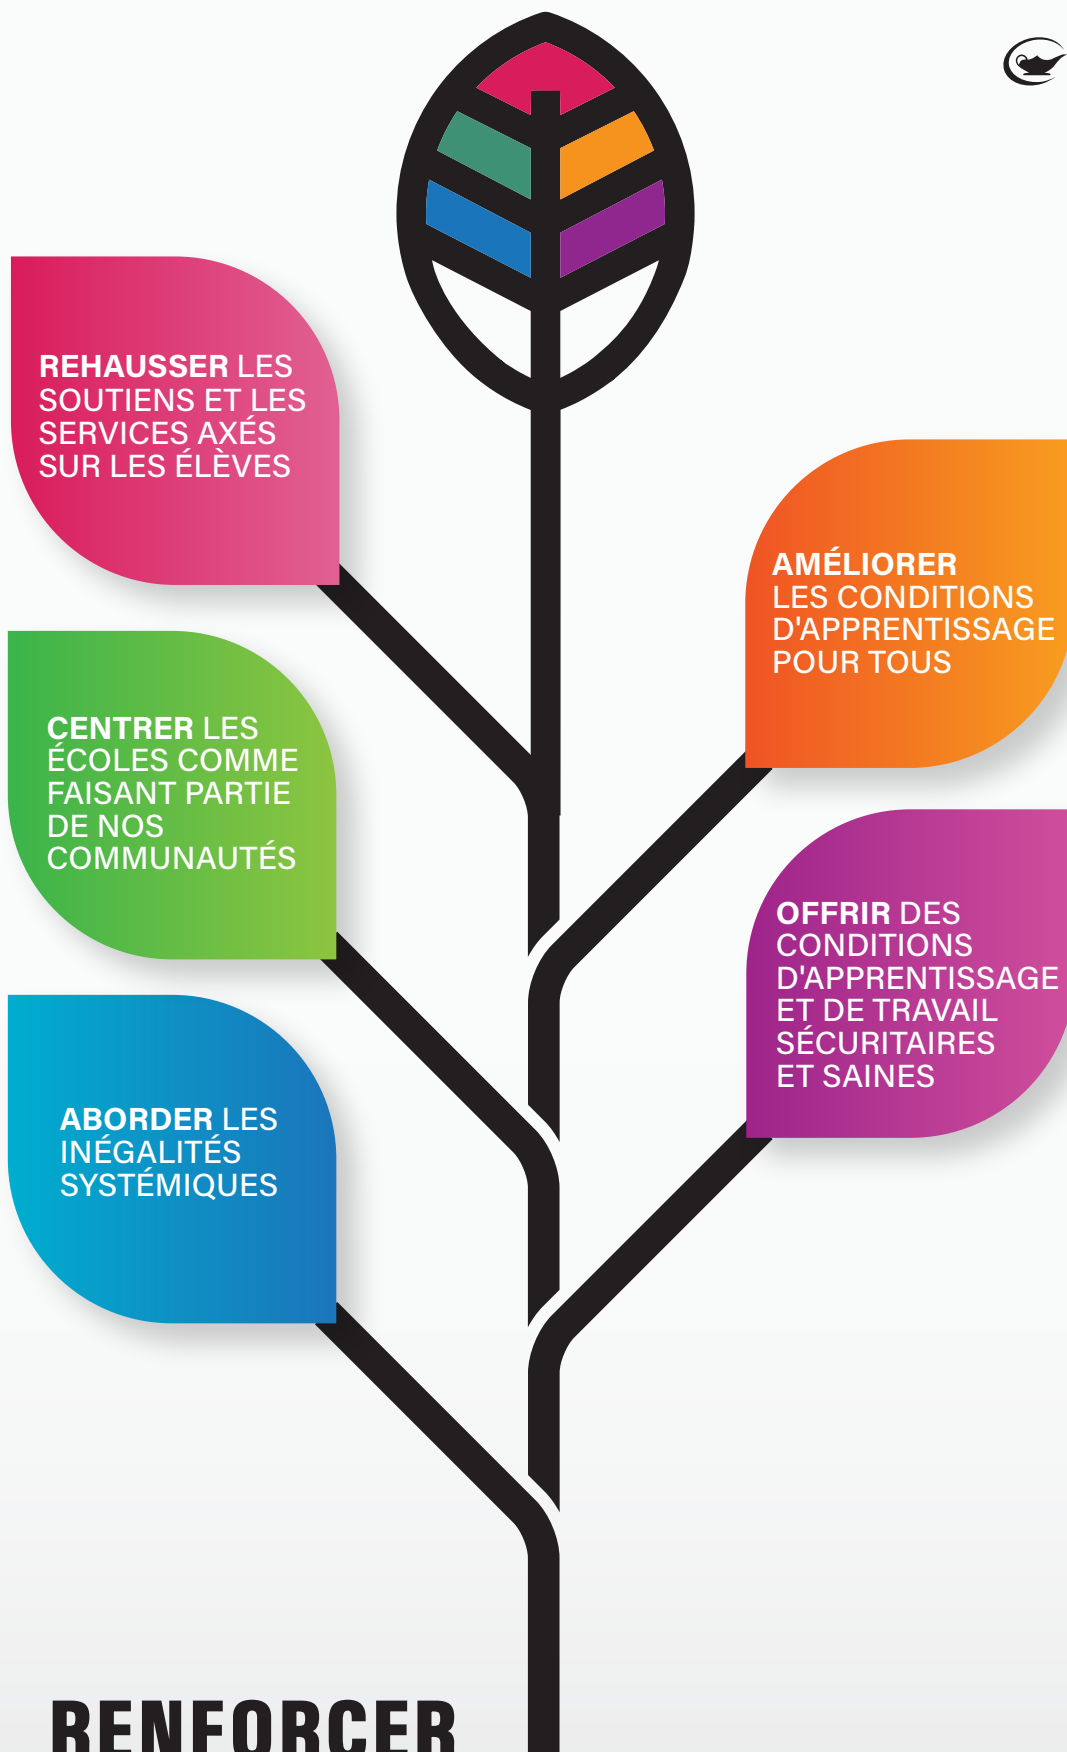 REHAUSSER LES
SOUTIENS ET LES
SERVICES AXÉS
SUR LES ÉLÈVES
AMÉLIORER
LES CONDITIONS
D'APPRENTISSAGE
POUR TOUS
CENTRER LES
ÉCOLES COMME
FAISANT PARTIE
DE NOS
COMMUNAUTÉS
OFFRIR DES
CONDITIONS
D'APPRENTISSAGE
ET DE TRAVAIL
SÉCURITAIRES
ET SAINES
ABORDER LES
INÉGALITÉS
SYSTÉMIQUES
RENFORCER